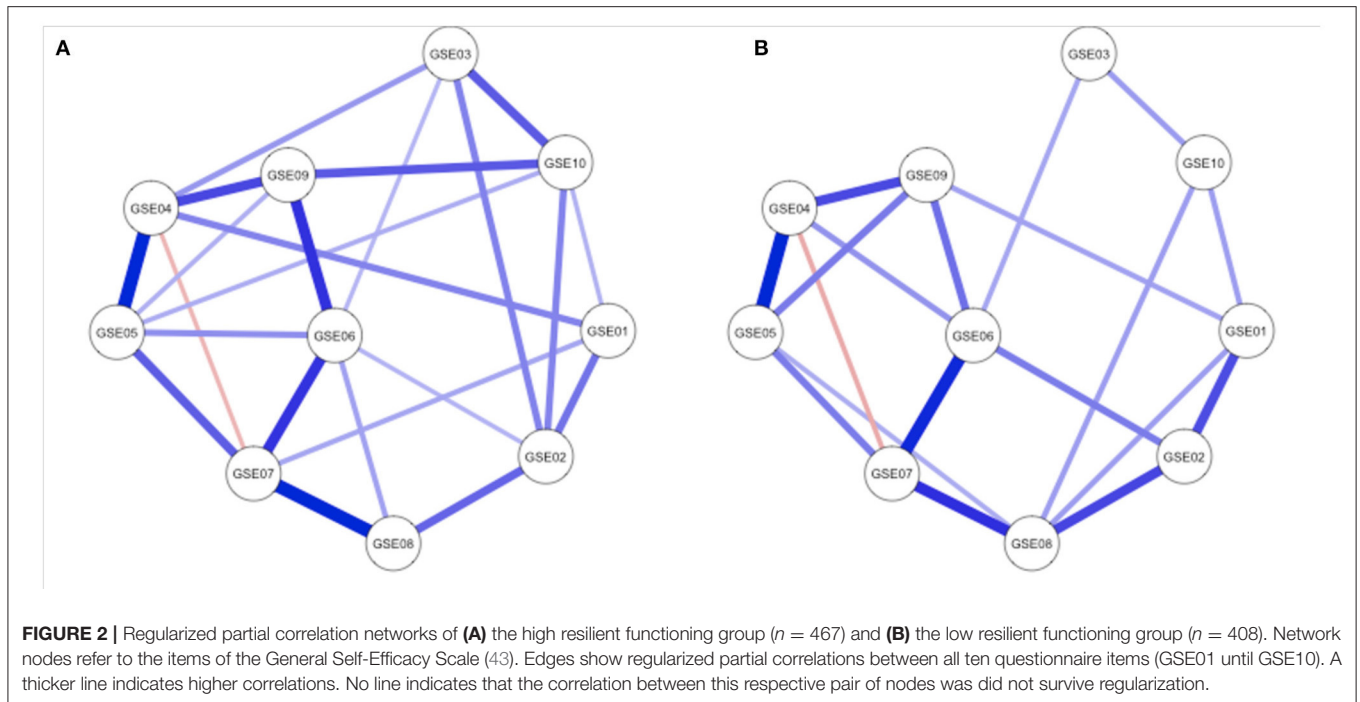 A
B
GSE03
GSE03
GSE10
GSE10
GSE09
GSE09
GSE04
GSE04
GSE05
GSE06
GSE01
GSE05
GSE06
GSE01
GSE02
GSE02
GSE07
GSE07
GSE08
GSE08
FIGURE 2 | Regularized partial correlation networks of (A) the high resilient functioning group (n = 467) and (B) the low resilient functioning group (n = 408). Network
nodes refer to the items of the General Self-Efficacy Scale (43). Edges show regularized partial correlations between all ten questionnaire items (GSE01 until GSE10). A
thicker line indicates higher correlations. No line indicates that the correlation between this respective pair of nodes was did not survive regularization.